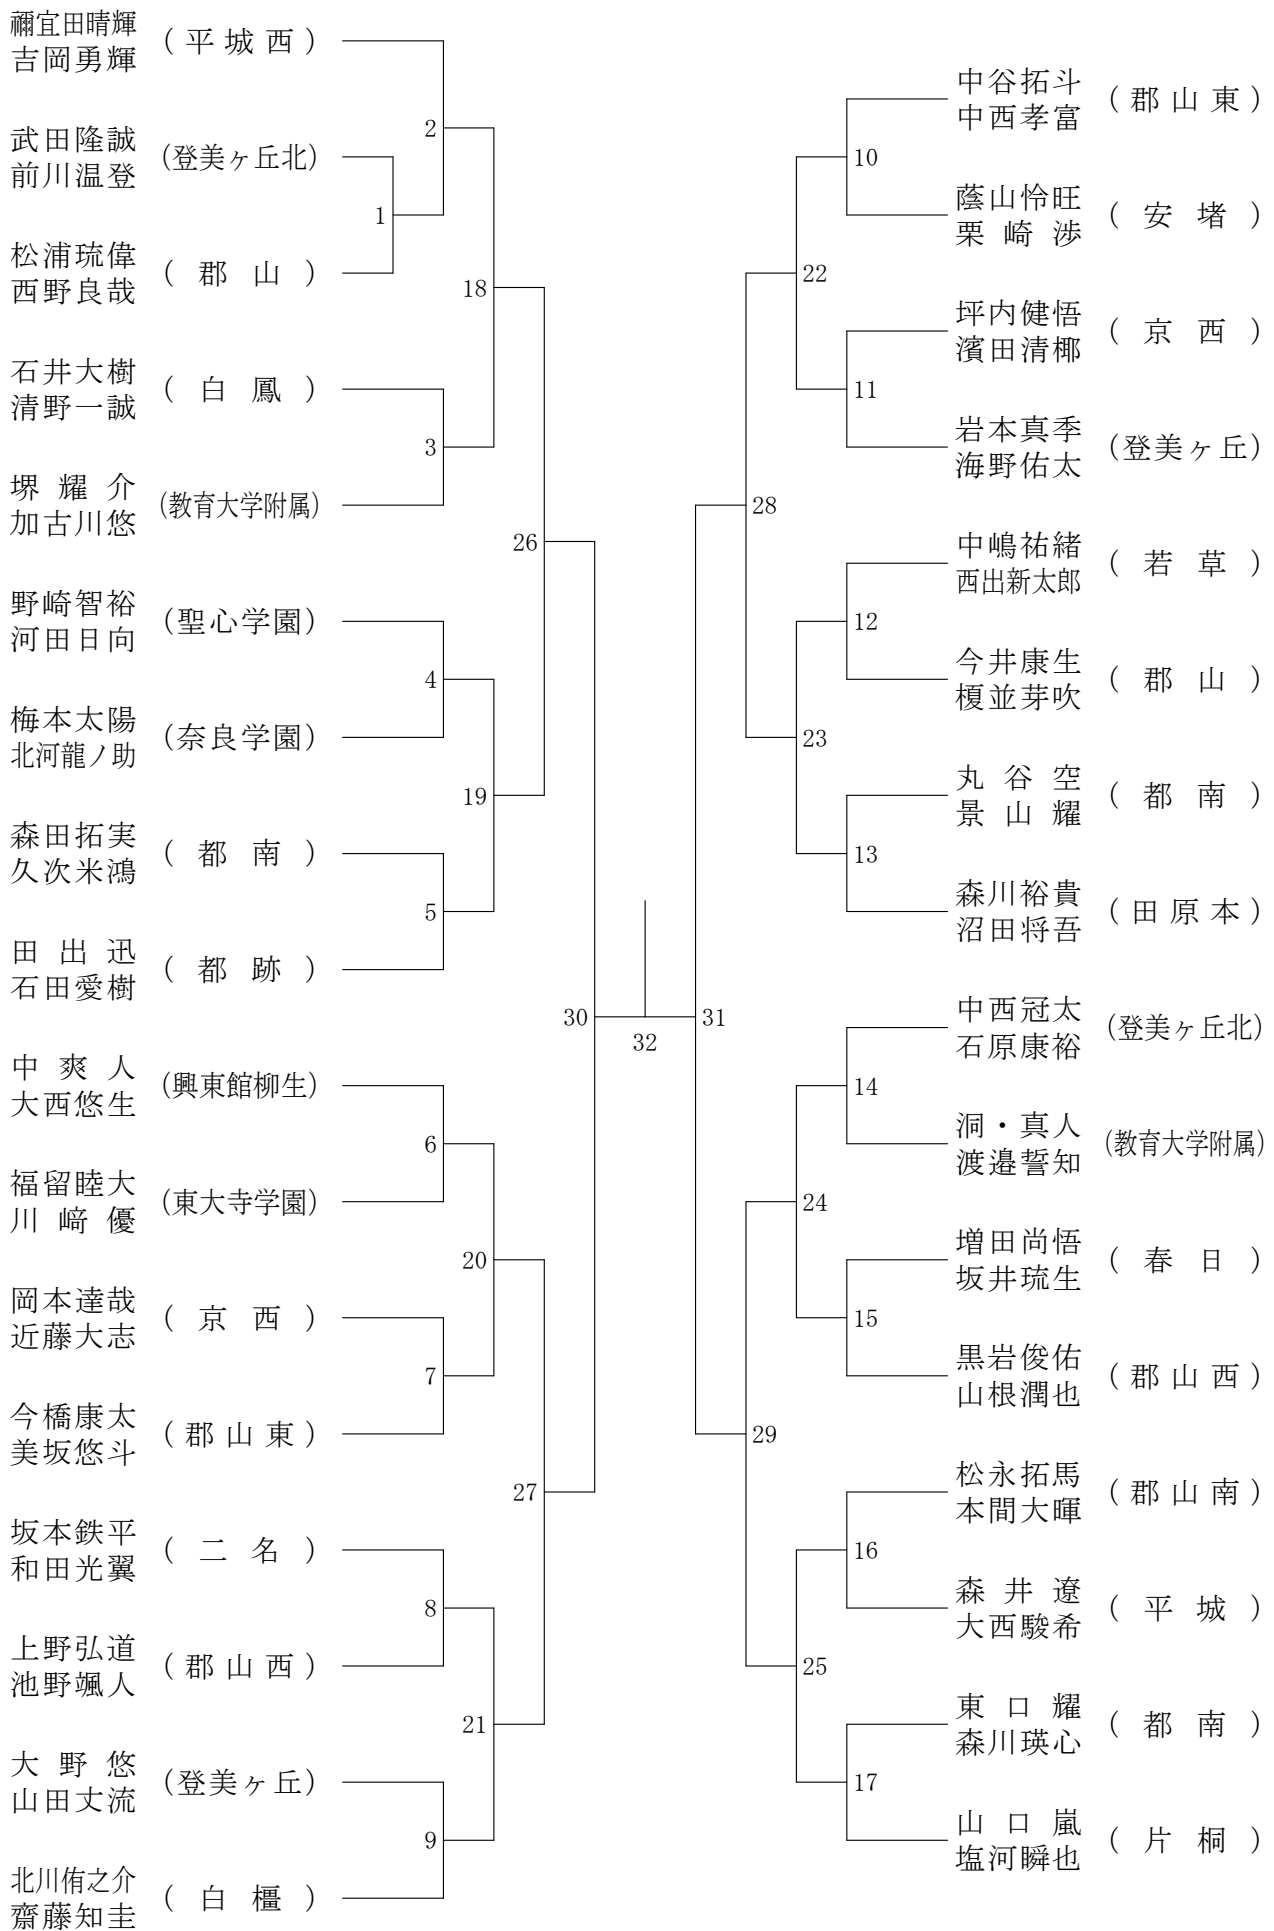 禰宜田晴輝
吉岡勇輝
(平城西)
武田隆誠
前川温登
(登美ヶ丘北)
松浦琉偉
西野良哉
(郡山)
石井大樹
清野一誠
(白鳳)
堺耀介
加古川悠
(教育大学附属)
野崎智裕
河田日向
(聖心学園)
梅本太陽
北河龍ノ助
(奈良学園)
森田拓実
久次米鴻
(都南)
田出迅
石田愛樹
(都跡)
中爽人
大西悠生
(興東館柳生)
福留睦大
川﨑優
(東大寺学園)
岡本達哉
近藤大志
(京西)
今橋康太
美坂悠斗
(郡山東)
坂本鉄平
和田光翼
(二名)
上野弘道
池野颯人
(郡山西)
大野悠
山田丈流
(登美ヶ丘)
北川侑之介
齋藤知圭
(白橿)
1
2
3
4
5
6
7
8
9
18
19
20
21
26
27
30
32
31
28
29
22
23
24
25
10
11
12
13
14
15
16
17
中谷拓斗
中西孝富
(郡山東)
蔭山怜旺
栗崎渉
(安堵)
坪内健悟
濱田清椰
(京西)
岩本真季
海野佑太
(登美ヶ丘)
中嶋祐緒
西出新太郎
(若草)
今井康生
榎並芽吹
(郡山)
丸谷空
景山耀
(都南)
森川裕貴
沼田将吾
(田原本)
中西冠太
石原康裕
(登美ヶ丘北)
洞・真人
渡邉誓知
(教育大学附属)
増田尚悟
坂井琉生
(春日)
黒岩俊佑
山根潤也
(郡山西)
松永拓馬
本間大暉
(郡山南)
森井遼
大西駿希
(平城)
東口耀
森川瑛心
(都南)
山口嵐
塩河瞬也
(片桐)